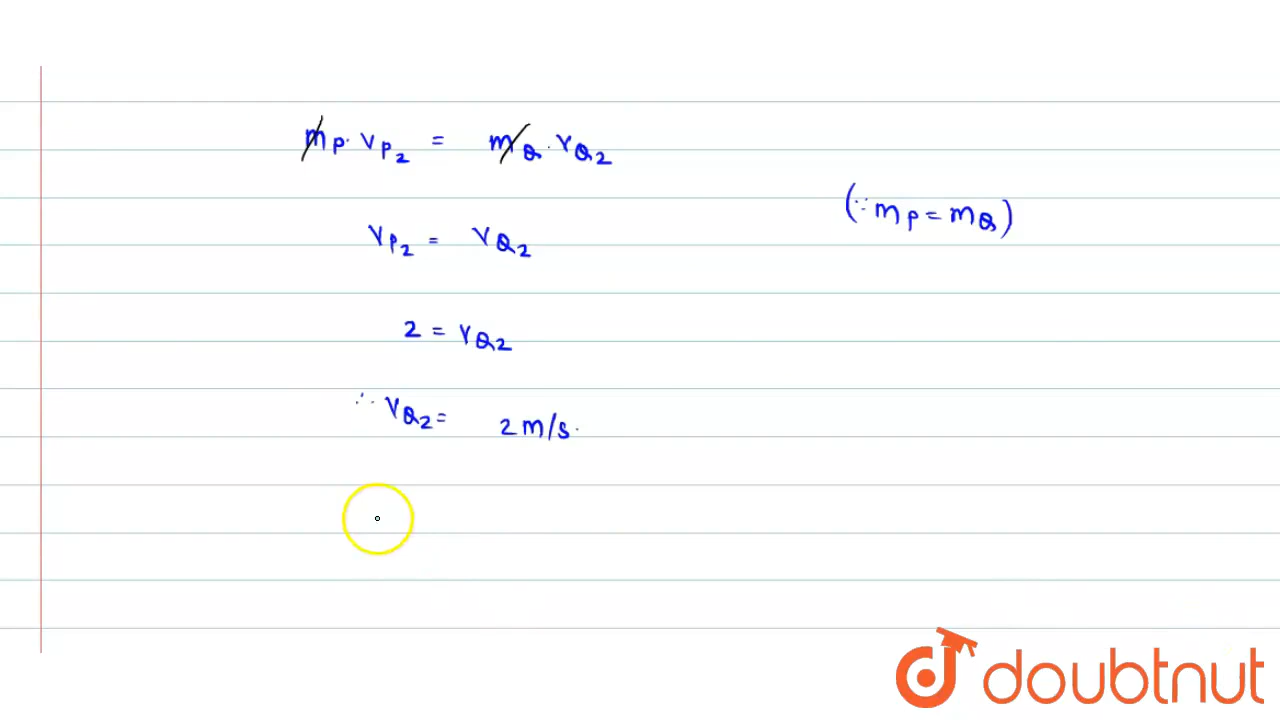 mP · vP2 = mQ · vQ2
(∵ mP = mQ)
vP2 = vQ2
2 = vQ2
∴ vQ2 = 2 m/s.
doubtnut